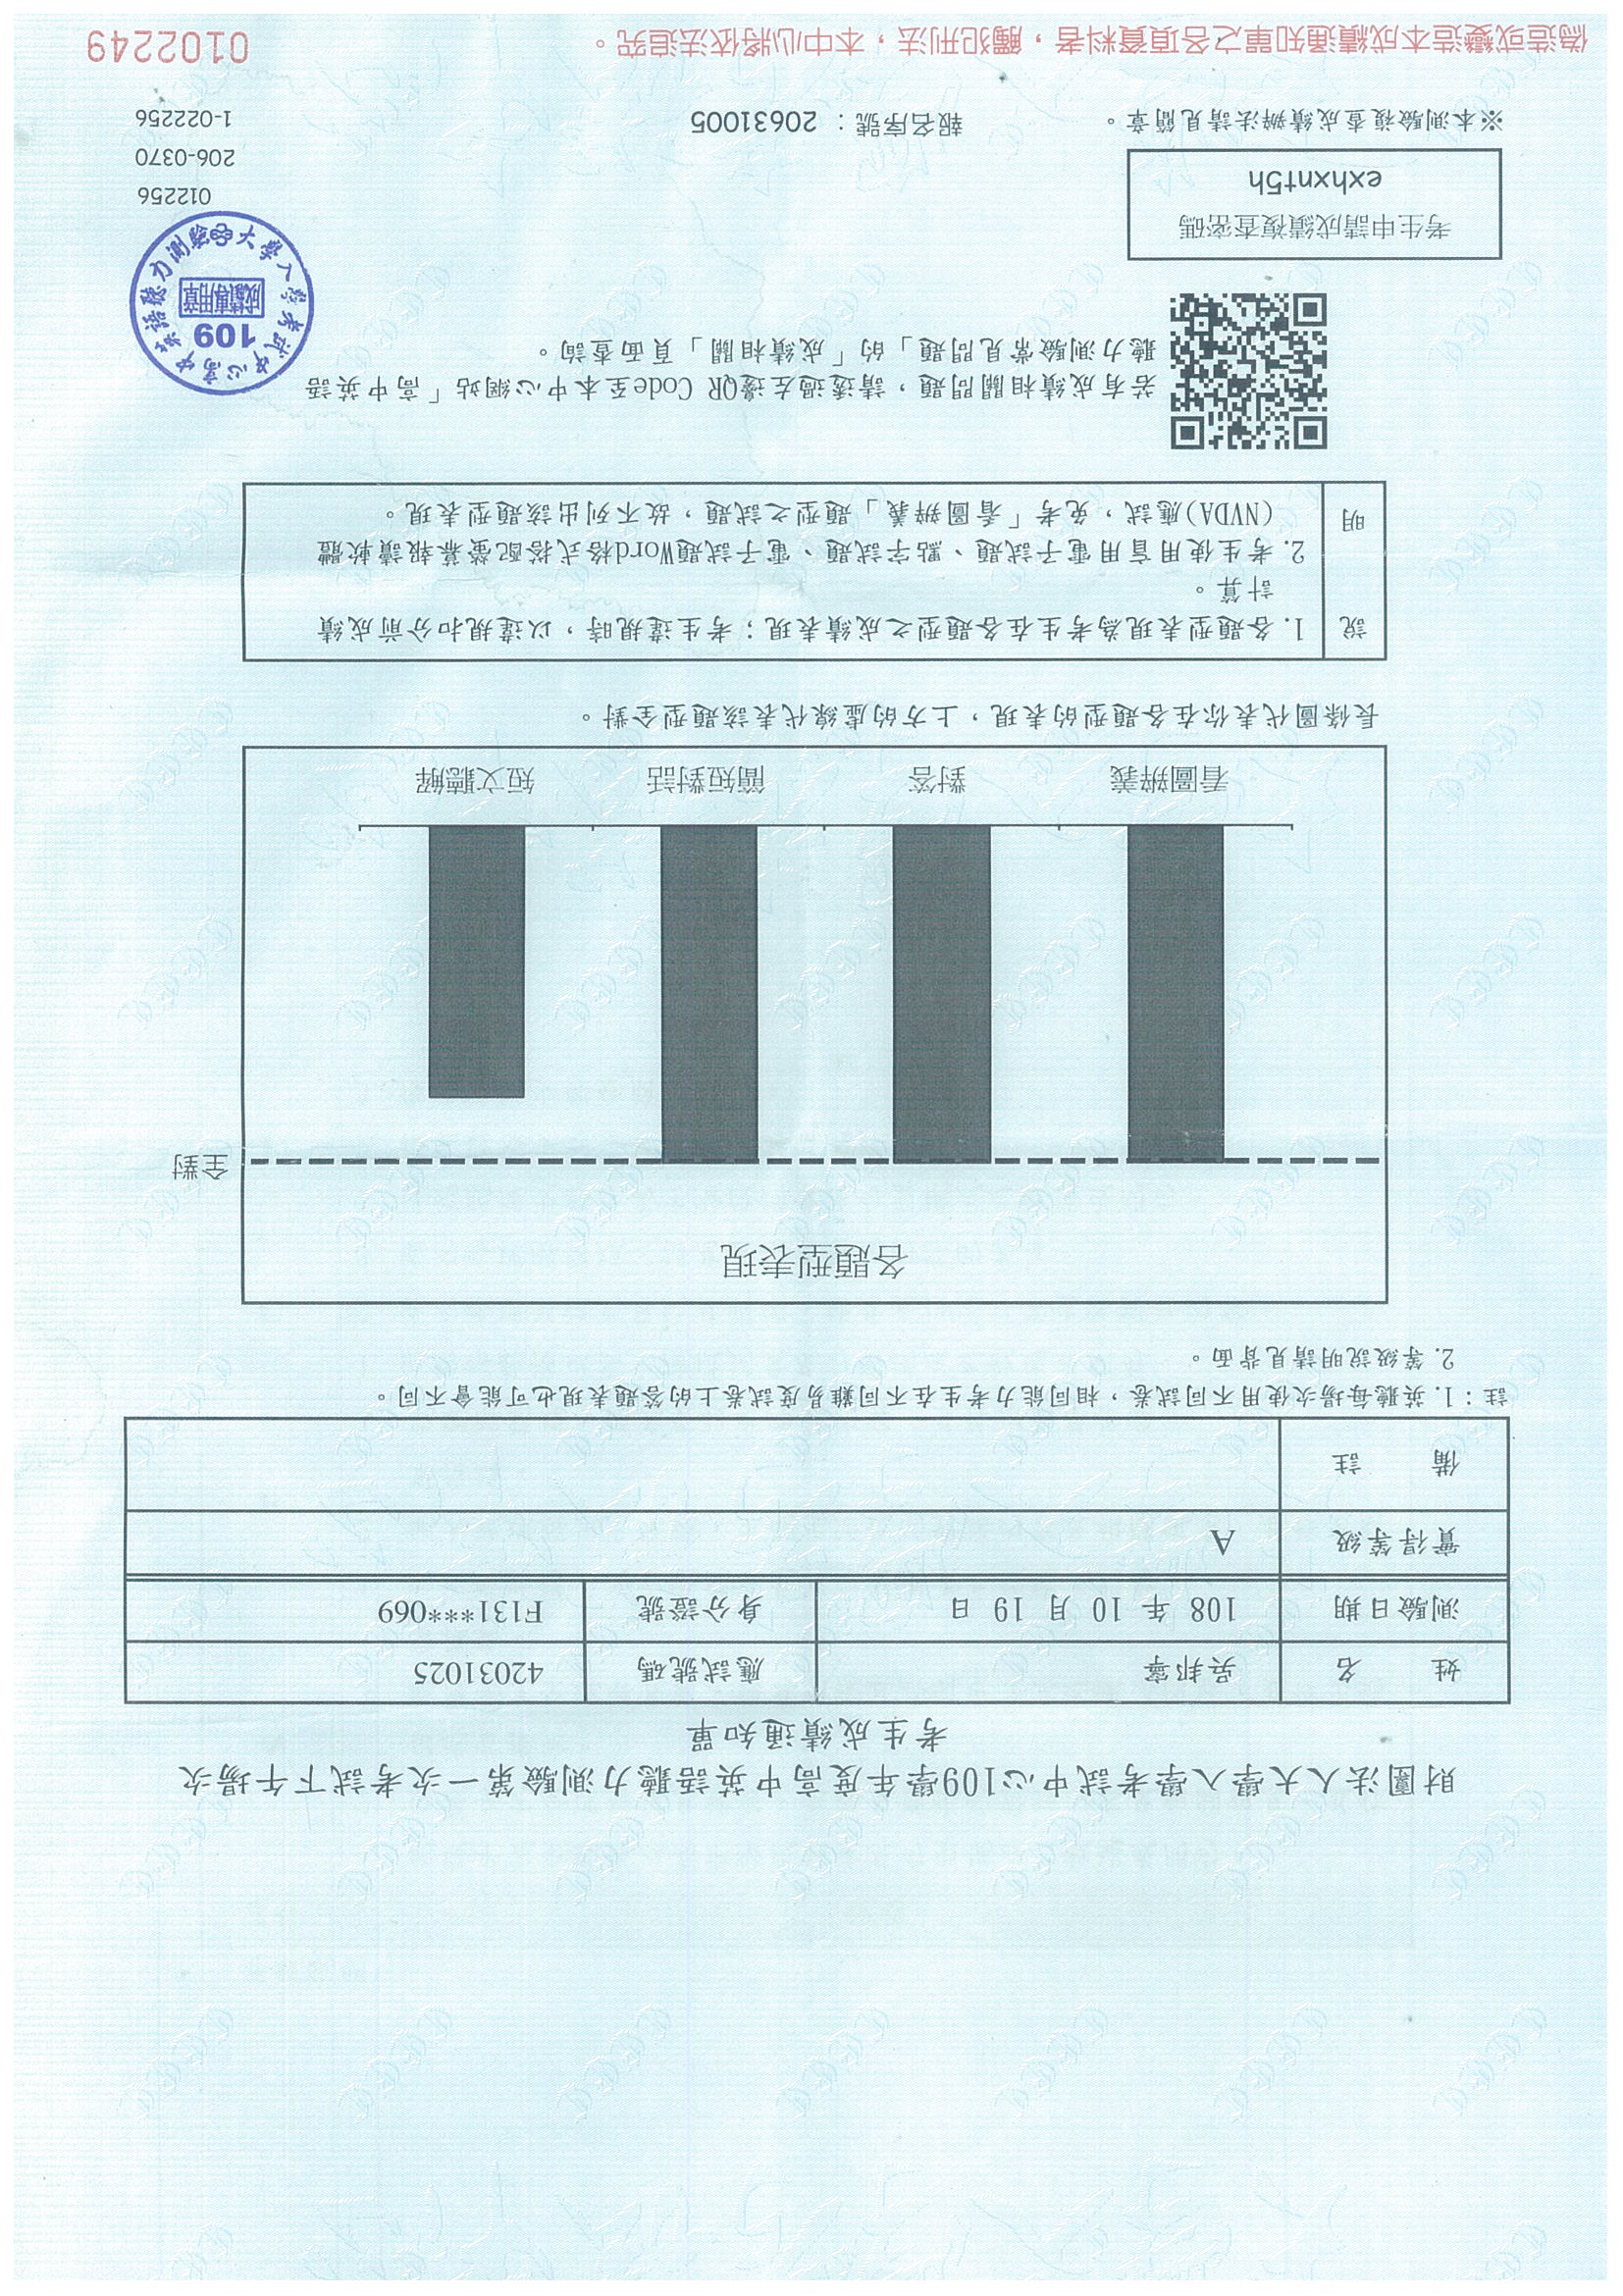 財團法人大學入學考試中心109學年度高中英語聽力測驗第一次考試下午場次
考生成績通知單
姓 名 吳邦寧 應試號碼 42031025
測驗日期 108 年 10 月 19 日 身分證號 F131***069
實得等級 A
備 註
註：1. 英聽每場次使用不同試卷，相同能力考生在不同難易度試卷上的答題表現也可能會不同。
2. 等級說明請見背面。
各題型表現
全對
看圖辨義 對答 簡短對話 短文聽解
長條圖代表你在各題型的表現，上方的虛線代表該題型全對。
說明
1. 各題型表現為考生在各題型之成績表現；考生違規時，以違規扣分前成績
計算。
2. 考生使用盲用電子試題、點字試題、電子試題Word格式搭配螢幕報讀軟體
(NVDA)應試，免考「看圖辨義」題型之試題，故不列出該題型表現。
若有成績相關問題，請透過左邊QR Code至本中心網站「高中英語
聽力測驗常見問題」的「成績相關」頁面查詢。
大學入學考試中心高中英語聽力測驗
109
成績專用章
考生申請成績複查密碼
exhxnt5h
012256
206-0370
1-022256
※本測驗複查成績辦法請見簡章。
報名序號： 20631005
偽造或變造本成績通知單之各項資料者，觸犯刑法，本中心將依法追究。
0102249